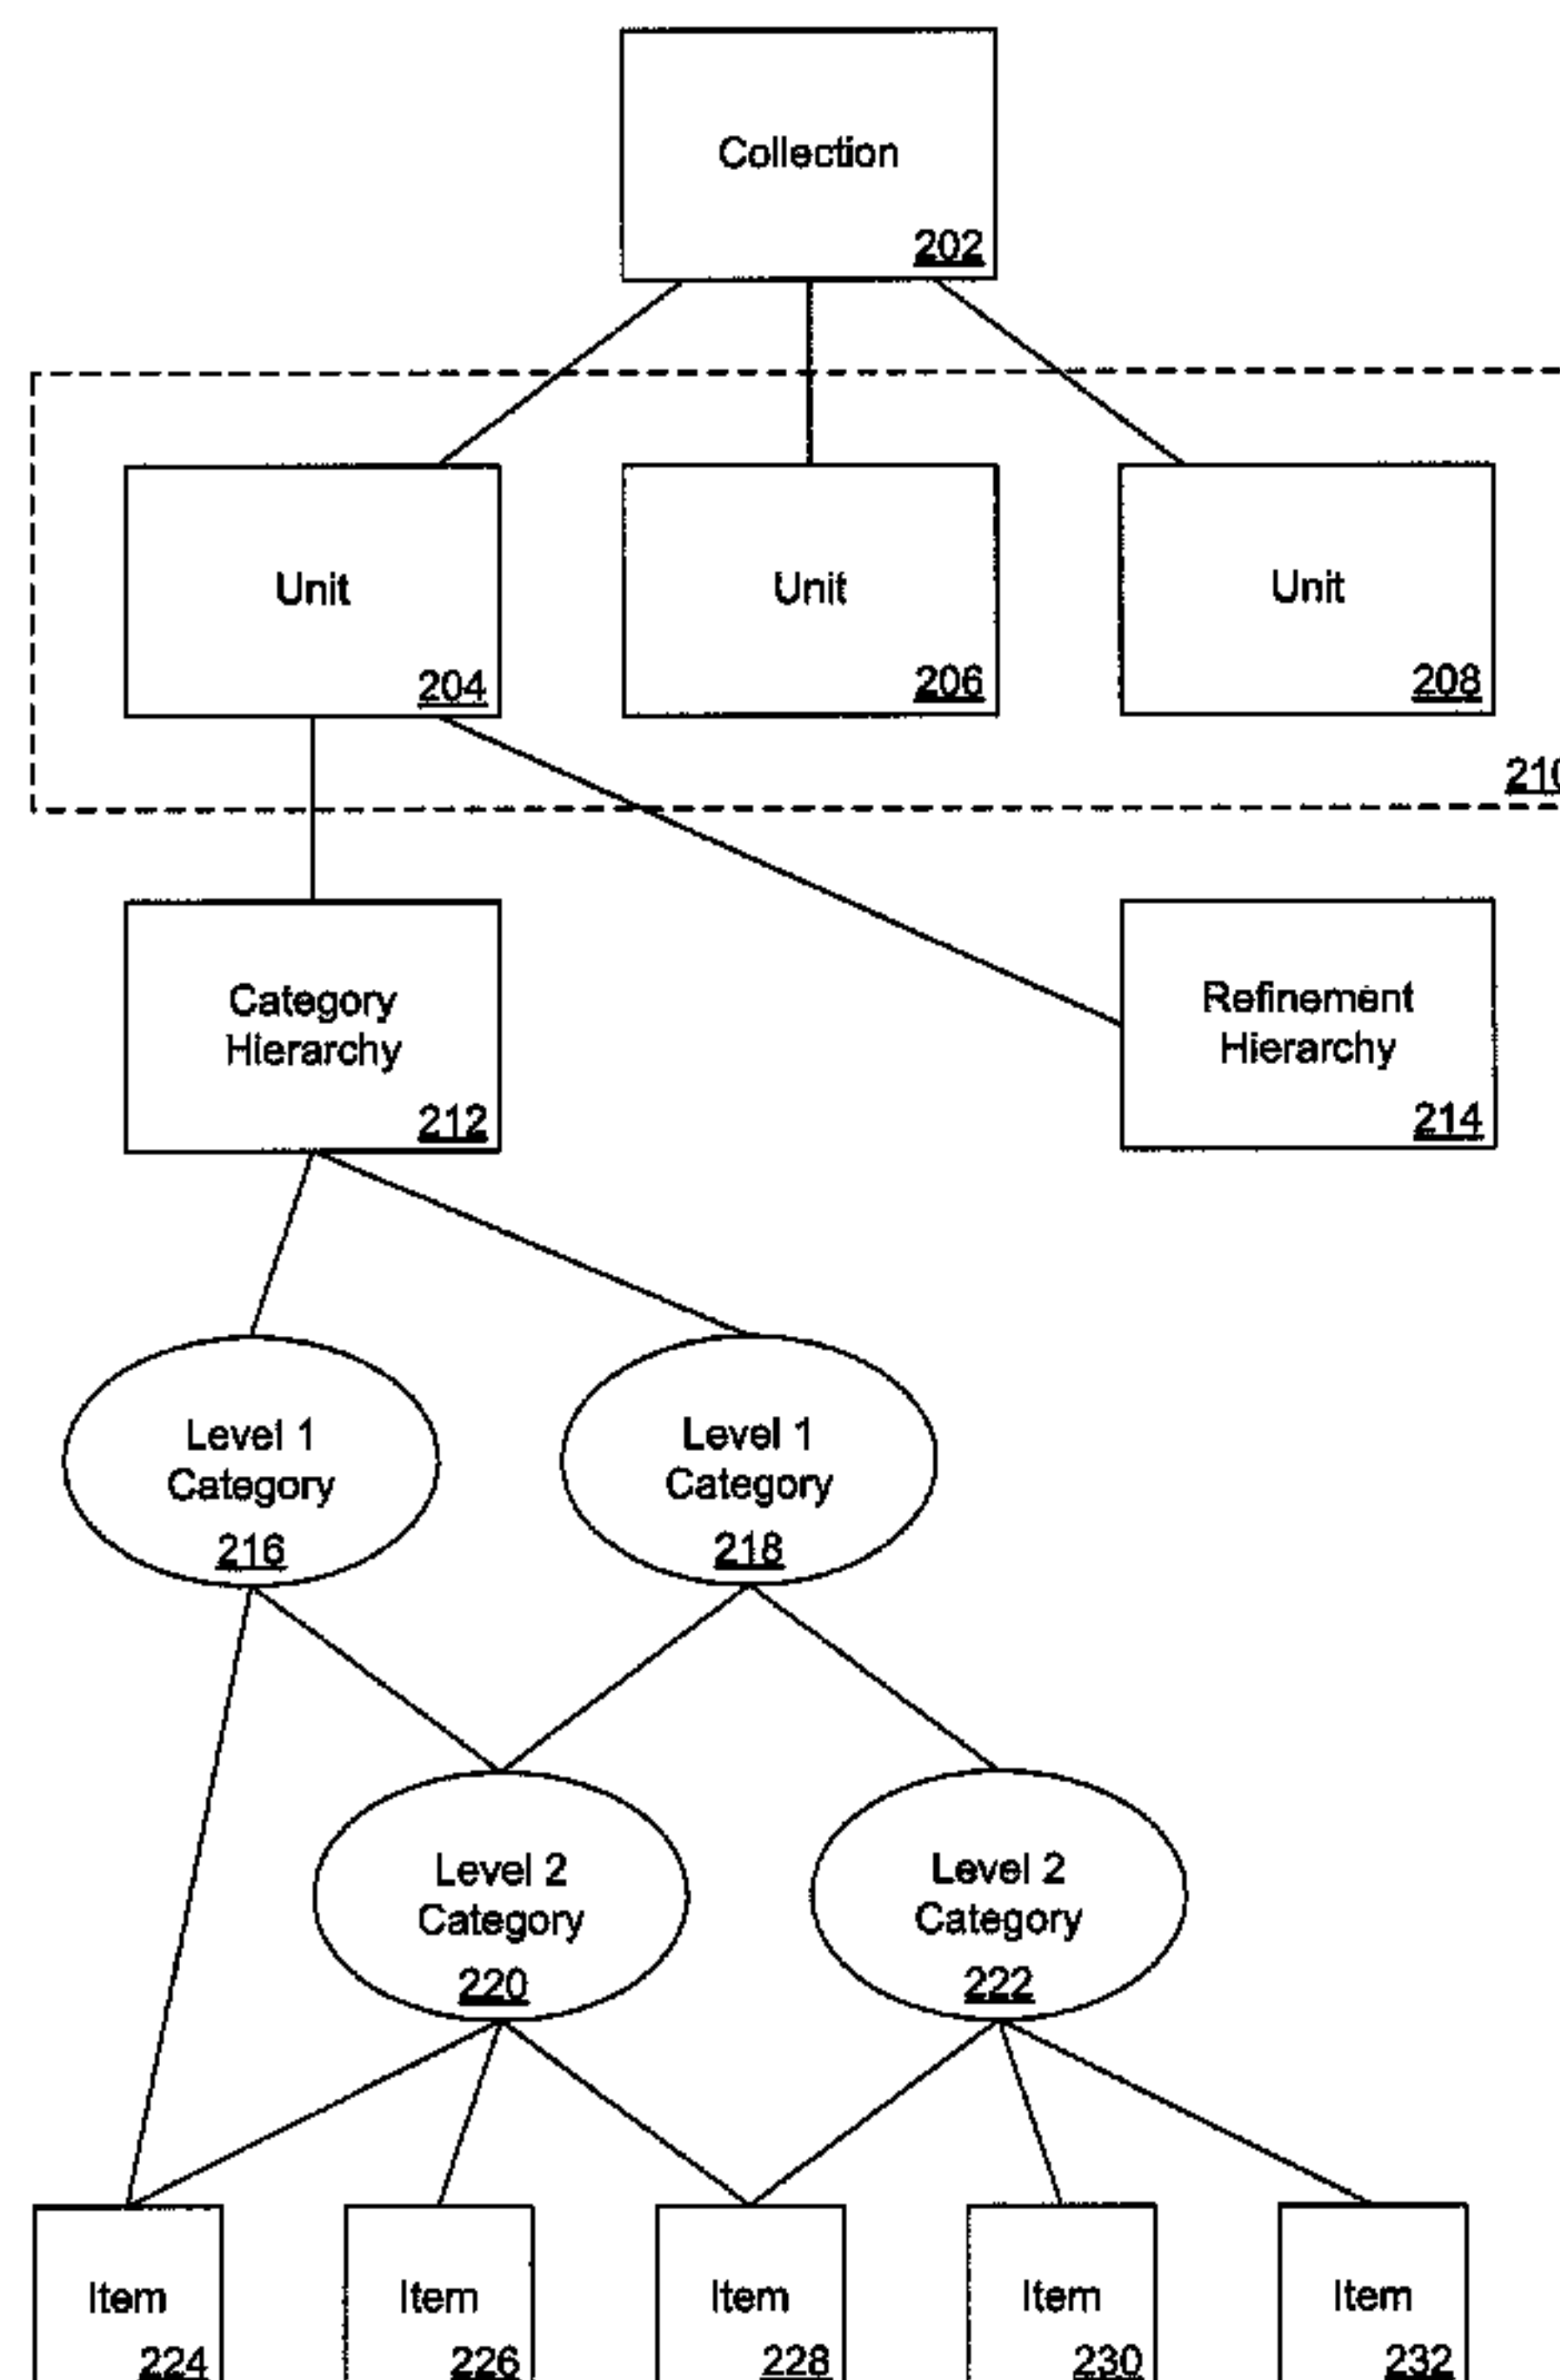 Collection
202
Unit
204
Unit
206
Unit
208
210
Category
Hierarchy
212
Refinement
Hierarchy
214
Level 1
Category
216
Level 1
Category
218
Level 2
Category
220
Level 2
Category
222
Item
224
Item
226
Item
228
Item
230
Item
232